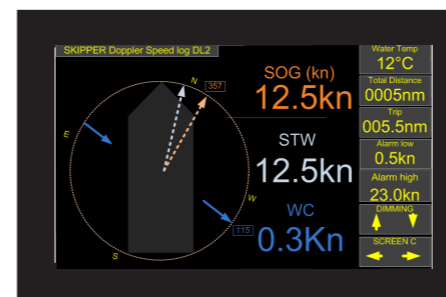 SKIPPER Doppler Speed log DL2
N
357
E
W
115
S
SOG (kn)
12.5kn
STW
12.5kn
WC
0.3Kn
Water Temp
12°C
Total Distance
0005nm
Trip
005.5nm
Alarm low
0.5kn
Alarm high
23.0kn
DIMMING
SCREEN C